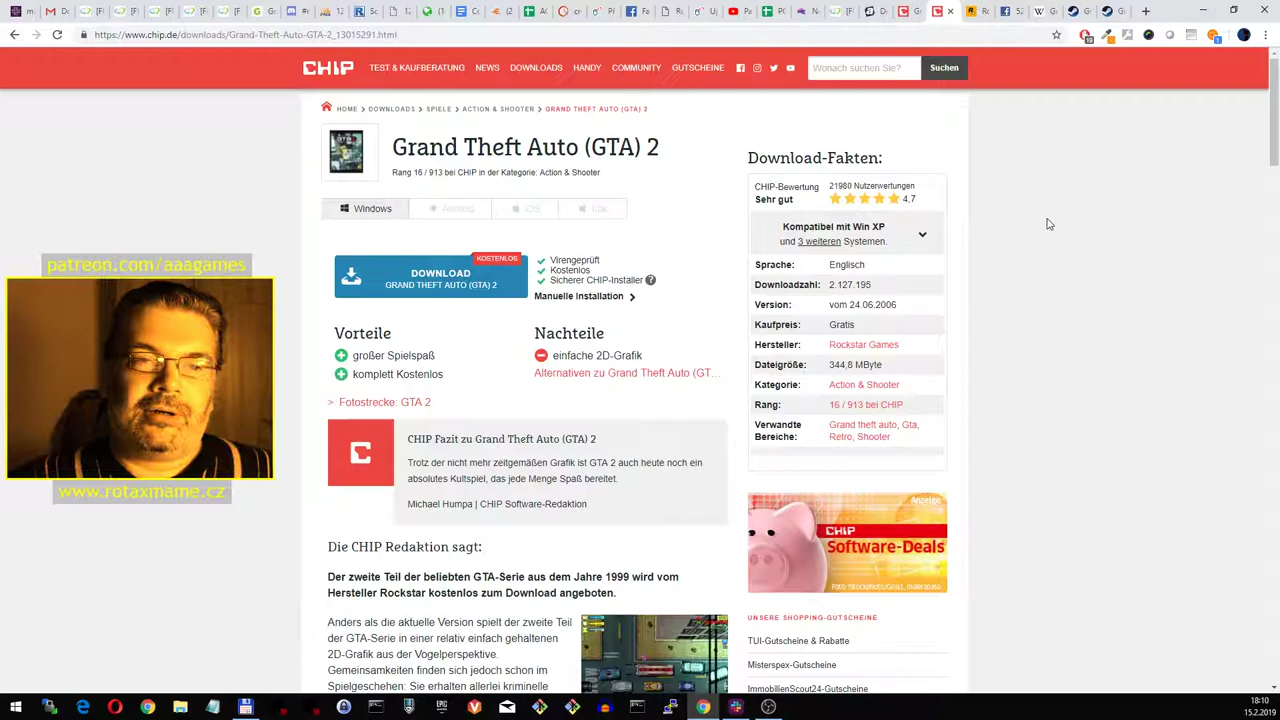 https://www.chip.de/downloads/Grand-Theft-Auto-GTA-2_13015291.html
CHIP
TEST & KAUFBERATUNG
NEWS
DOWNLOADS
HANDY
COMMUNITY
GUTSCHEINE
Wonach suchen Sie?
Suchen
HOME > DOWNLOADS > SPIELE > ACTION & SHOOTER > GRAND THEFT AUTO (GTA) 2
Grand Theft Auto (GTA) 2
Rang 16 / 913 bei CHIP in der Kategorie: Action & Shooter
Windows
Android
iOS
Mac
KOSTENLOS
DOWNLOAD
GRAND THEFT AUTO (GTA) 2
Virengeprüft
Kostenlos
Sicherer CHIP-Installer ?
Manuelle Installation >
Vorteile
großer Spielspaß
komplett Kostenlos
Nachteile
einfache 2D-Grafik
Alternativen zu Grand Theft Auto (GT...
> Fotostrecke: GTA 2
CHIP Fazit zu Grand Theft Auto (GTA) 2
Trotz der nicht mehr zeitgemäßen Grafik ist GTA 2 auch heute noch ein
absolutes Kultspiel, das jede Menge Spaß bereitet.
Michael Humpa | CHIP Software-Redaktion
Die CHIP Redaktion sagt:
Der zweite Teil der beliebten GTA-Serie aus dem Jahre 1999 wird vom
Hersteller Rockstar kostenlos zum Download angeboten.
Anders als die aktuelle Version spielt der zweite Teil
der GTA-Serie in einer relativ einfach gehaltenen
2D-Grafik aus der Vogelperspektive.
Gemeinsamkeiten finden sich jedoch schon im
Spielgeschehen: Sie erhalten allerlei kriminelle
Download-Fakten:
CHIP-Bewertung
Sehr gut
21980 Nutzerwertungen
4.7
Kompatibel mit Win XP
und 3 weiteren Systemen.
Sprache: Englisch
Downloadzahl: 2.127.195
Version: vom 24.06.2006
Kaufpreis: Gratis
Hersteller: Rockstar Games
Dateigröße: 344,8 MByte
Kategorie: Action & Shooter
Rang: 16 / 913 bei CHIP
Verwandte Bereiche: Grand theft auto, Gta,
Retro, Shooter
Anzeige
CHIP
Software-Deals
UNSERE SHOPPING-GUTSCHEINE
TUI-Gutscheine & Rabatte
Misterspex-Gutscheine
ImmobilienScout24-Gutscheine
patreon.com/aaagames
www.rotaxmame.cz
18:10
15.2.2019